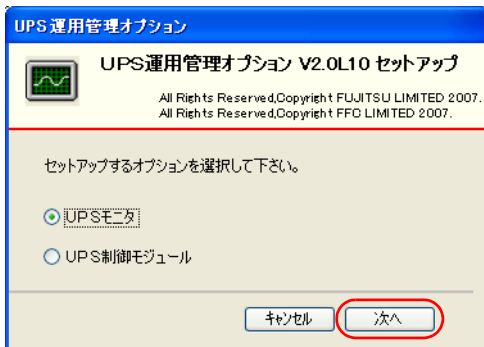 UPS運用管理オプション
UPS運用管理オプション V2.0L10 セットアップ
All Rights Reserved,Copyright FUJITSU LIMITED 2007.
All Rights Reserved,Copyright FFC LIMITED 2007.
セットアップするオプションを選択して下さい。
UPSモニタ
UPS制御モジュール
キャンセル 次へ